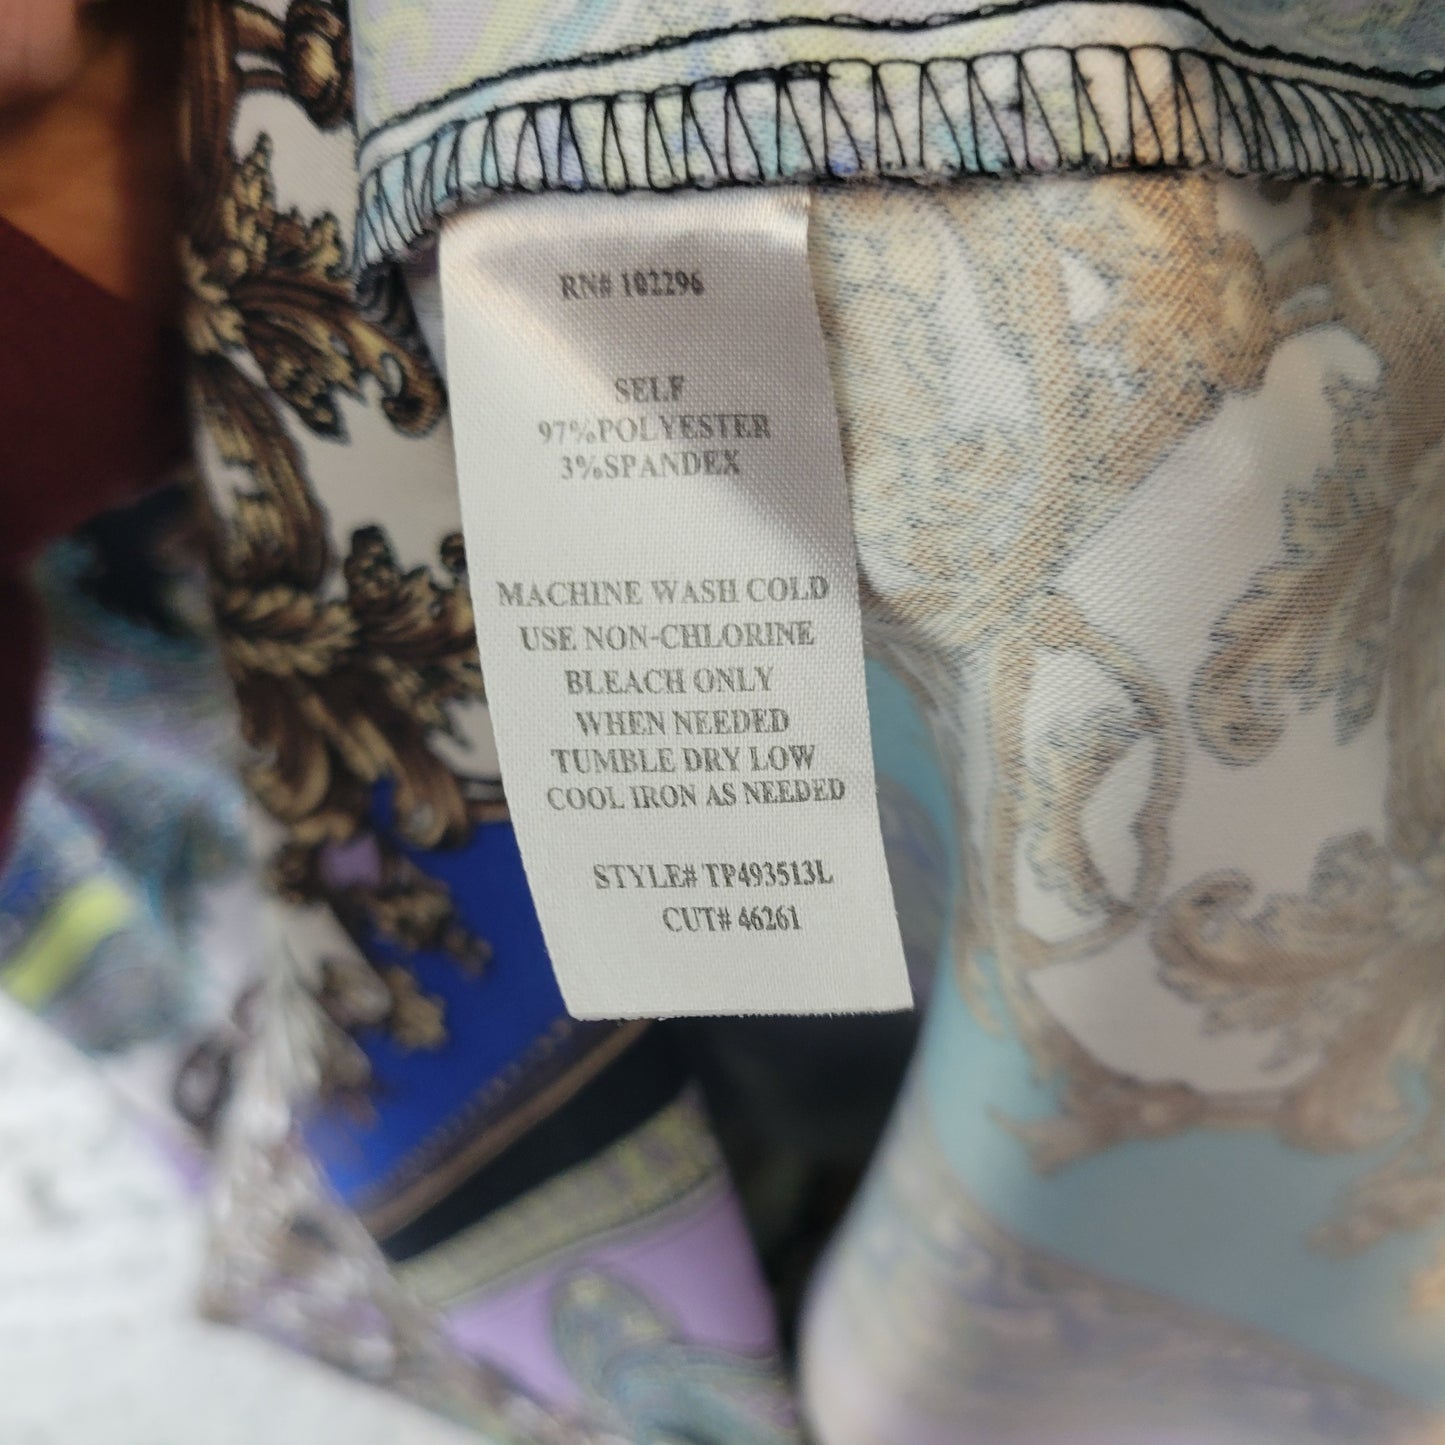 RN# 102296
SELF
97%POLYESTER
3%SPANDEX
MACHINE WASH COLD
USE NON-CHLORINE
BLEACH ONLY
WHEN NEEDED
TUMBLE DRY LOW
COOL IRON AS NEEDED
STYLE# TP493513L
CUT# 46261